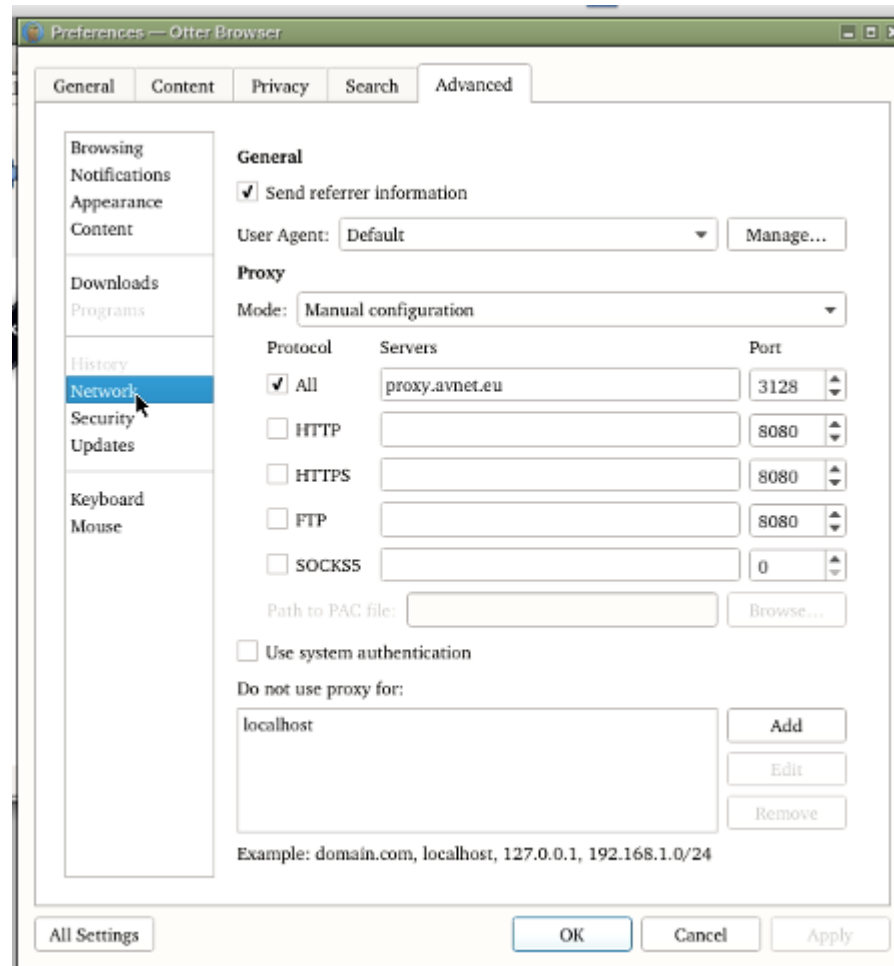 Preferences — Otter Browser
General Content Privacy Search Advanced
Browsing
Notifications
Appearance
Content
Downloads
Programs
History
Network
Security
Updates
Keyboard
Mouse
General
Send referrer information
User Agent: Default Manage...
Proxy
Mode: Manual configuration
Protocol Servers Port
All proxy.avnet.eu 3128
HTTP 8080
HTTPS 8080
FTP 8080
SOCKS5 0
Path to PAC file: Browse...
Use system authentication
Do not use proxy for:
localhost
Add
Edit
Remove
Example: domain.com, localhost, 127.0.0.1, 192.168.1.0/24
All Settings OK Cancel Apply